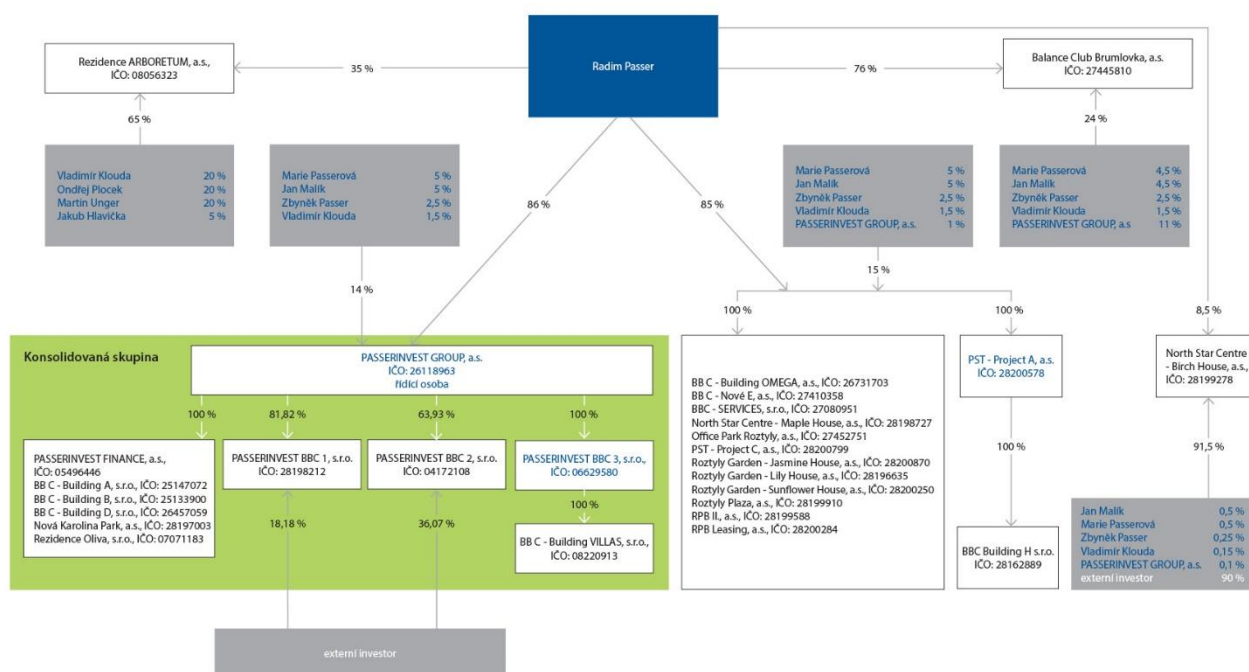 Radim Passer
Rezidence ARBORETUM, a.s.,
IČO: 08056323
35 %
76 %
Balance Club Brumlovka, a.s.
IČO: 27445810
65 %
24 %
Vladimír Klouda 20 %
Ondřej Plocek 20 %
Martin Unger 20 %
Jakub Hlavička 5 %
Marie Passerová 5 %
Jan Malík 5 %
Zbyněk Passer 2,5 %
Vladimír Klouda 1,5 %
86 %
85 %
Marie Passerová 5 %
Jan Malík 5 %
Zbyněk Passer 2,5 %
Vladimír Klouda 1,5 %
PASSERINVEST GROUP, a.s. 1 %
Marie Passerová 4,5 %
Jan Malík 4,5 %
Zbyněk Passer 2,5 %
Vladimír Klouda 1,5 %
PASSERINVEST GROUP, a.s 11 %
14 %
15 %
100 %
100 %
8,5 %
Konsolidovaná skupina
PASSERINVEST GROUP, a.s.
IČO: 26118963
řídící osoba
100 %
81,82 %
63,93 %
100 %
PASSERINVEST FINANCE, a.s.,
IČO: 05496446
BB C - Building A, s.r.o., IČO: 25147072
BB C - Building B, s.r.o., IČO: 25133900
BB C - Building D, s.r.o., IČO: 26457059
Nová Karolina Park, a.s., IČO: 28197003
Rezidence Oliva, s.r.o., IČO: 07071183
PASSERINVEST BBC 1, s.r.o.
IČO: 28198212
PASSERINVEST BBC 2, s.r.o.
IČO: 04172108
PASSERINVEST BBC 3, s.r.o.,
IČO: 06629580
100 %
BB C - Building VILLAS, s.r.o.,
IČO: 08220913
18,18 %
36,07 %
externí investor
BB C - Building OMEGA, a.s., IČO: 26731703
BB C - Nové E, a.s., IČO: 27410358
BBC - SERVICES, s.r.o., IČO: 27080951
North Star Centre - Maple House, a.s., IČO: 28198727
Office Park Roztyly, a.s., IČO: 27452751
PST - Project C, a.s., IČO: 28200799
Roztyly Garden - Jasmine House, a.s., IČO: 28200870
Roztyly Garden - Lily House, a.s., IČO: 28196635
Roztyly Garden - Sunflower House, a.s., IČO: 28200250
Roztyly Plaza, a.s., IČO: 28199910
RPB II., a.s., IČO: 28199588
RPB Leasing, a.s., IČO: 28200284
PST - Project A, a.s.
IČO: 28200578
100 %
BBC Building H s.r.o.
IČO: 28162889
North Star Centre
- Birch House, a.s.,
IČO: 28199278
91,5 %
Jan Malík 0,5 %
Marie Passerová 0,5 %
Zbyněk Passer 0,25 %
Vladimír Klouda 0,15 %
PASSERINVEST GROUP, a.s. 0,1 %
externí investor 90 %